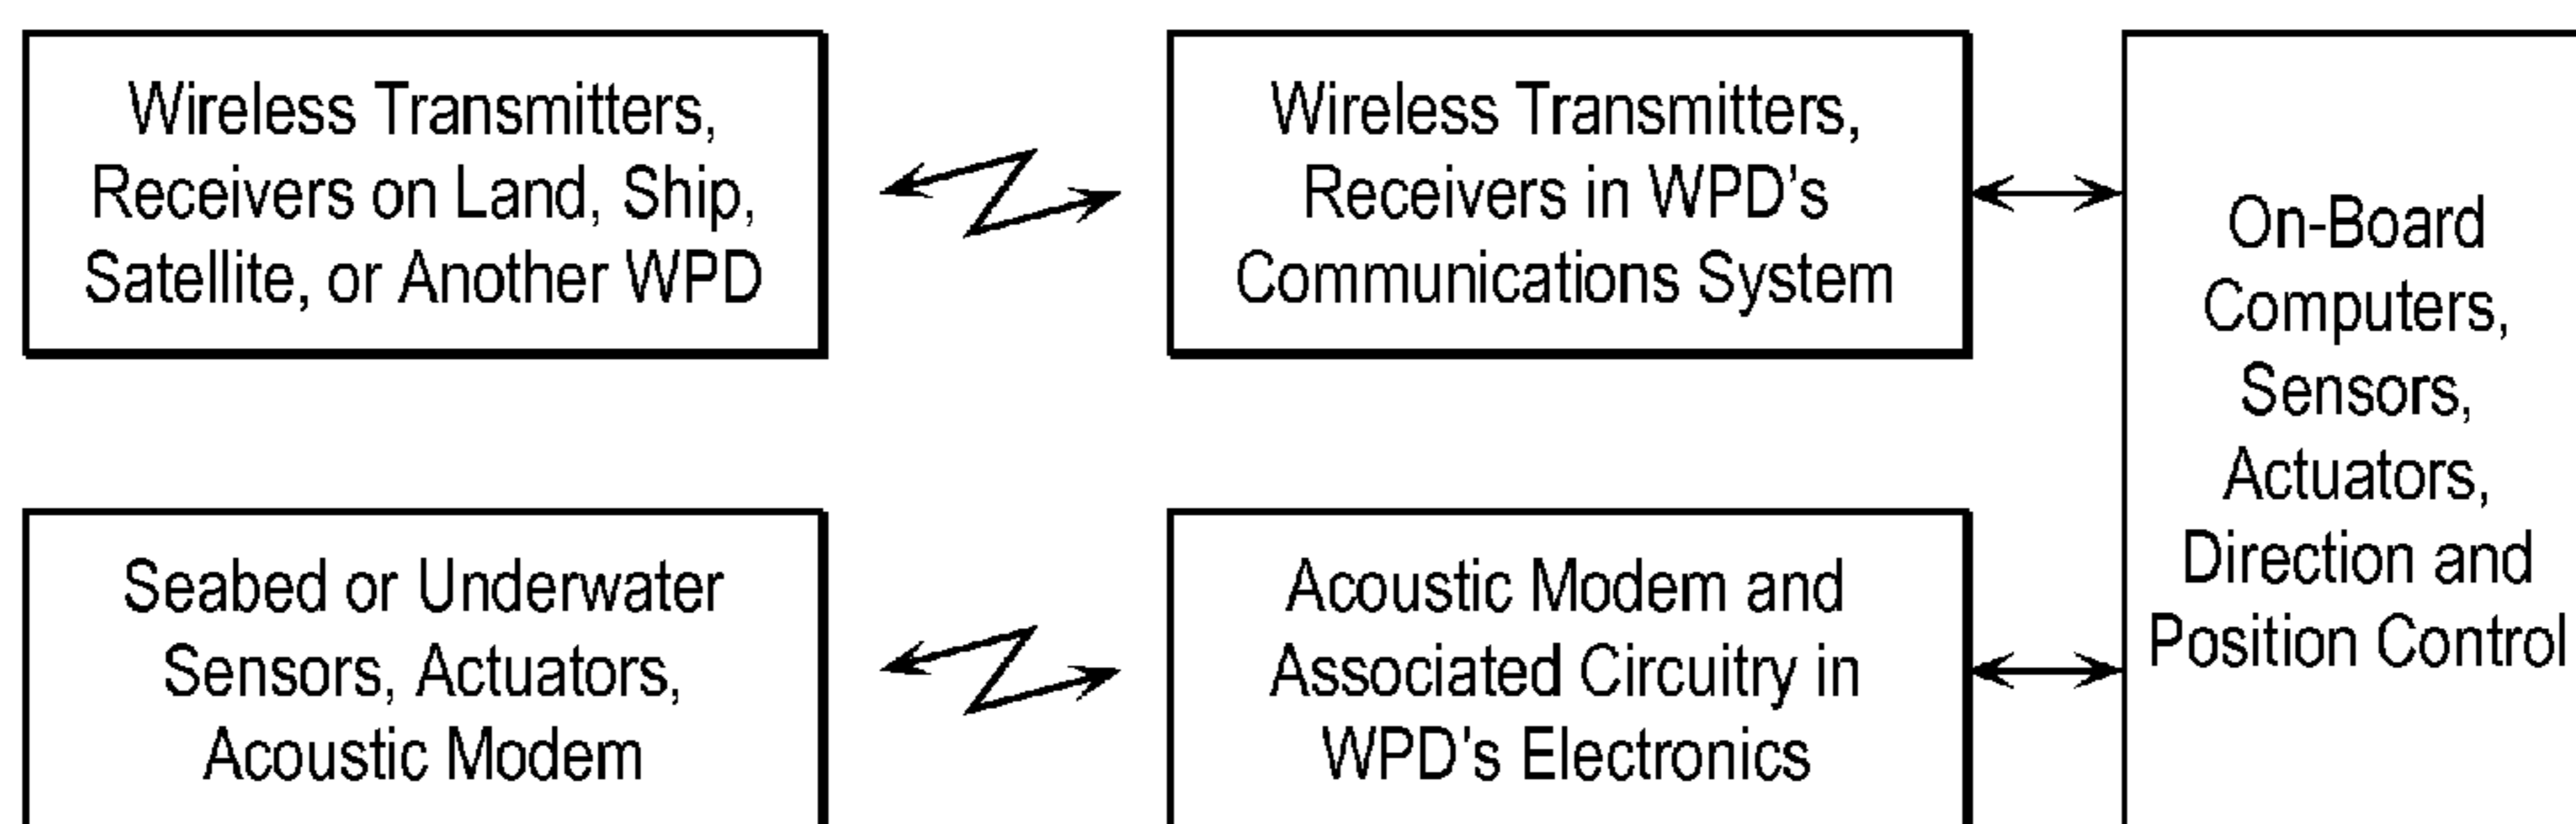 Wireless Transmitters,
Receivers on Land, Ship,
Satellite, or Another WPD
Wireless Transmitters,
Receivers in WPD's
Communications System
On-Board
Computers,
Sensors,
Actuators,
Direction and
Position Control
Seabed or Underwater
Sensors, Actuators,
Acoustic Modem
Acoustic Modem and
Associated Circuitry in
WPD's Electronics